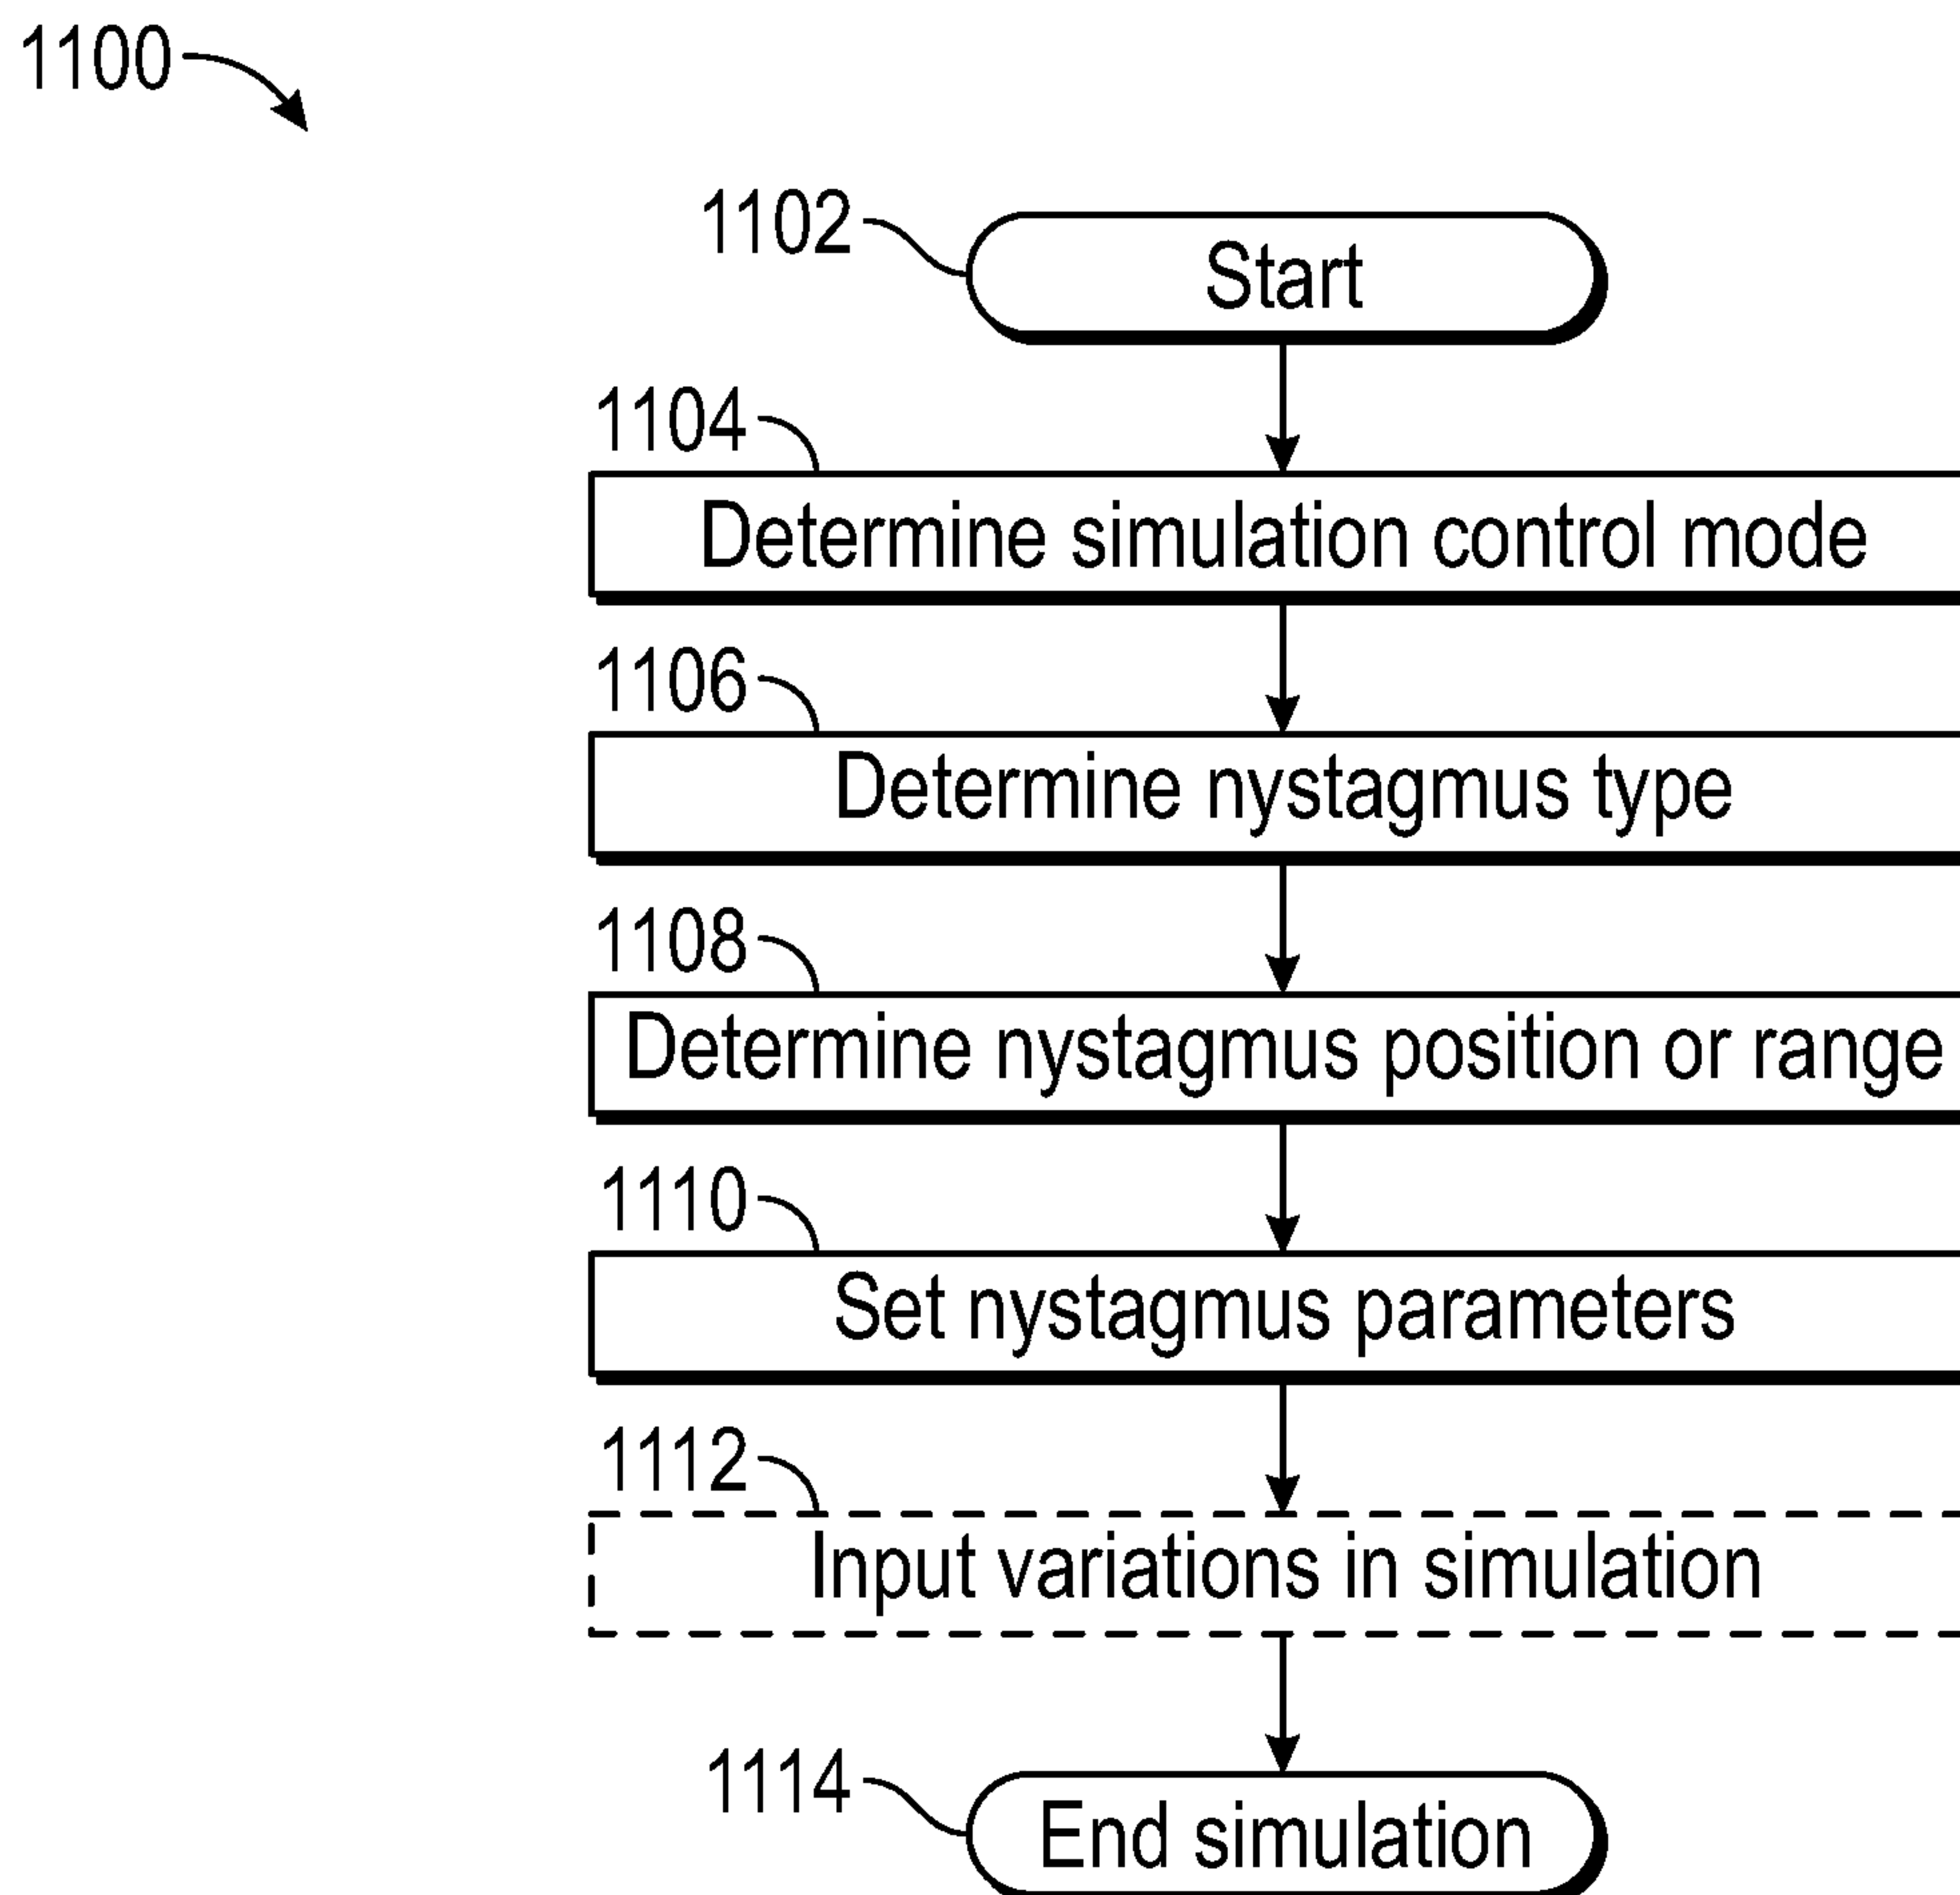 1100
1102
Start
1104
Determine simulation control mode
1106
Determine nystagmus type
1108
Determine nystagmus position or range
1110
Set nystagmus parameters
1112
Input variations in simulation
1114
End simulation